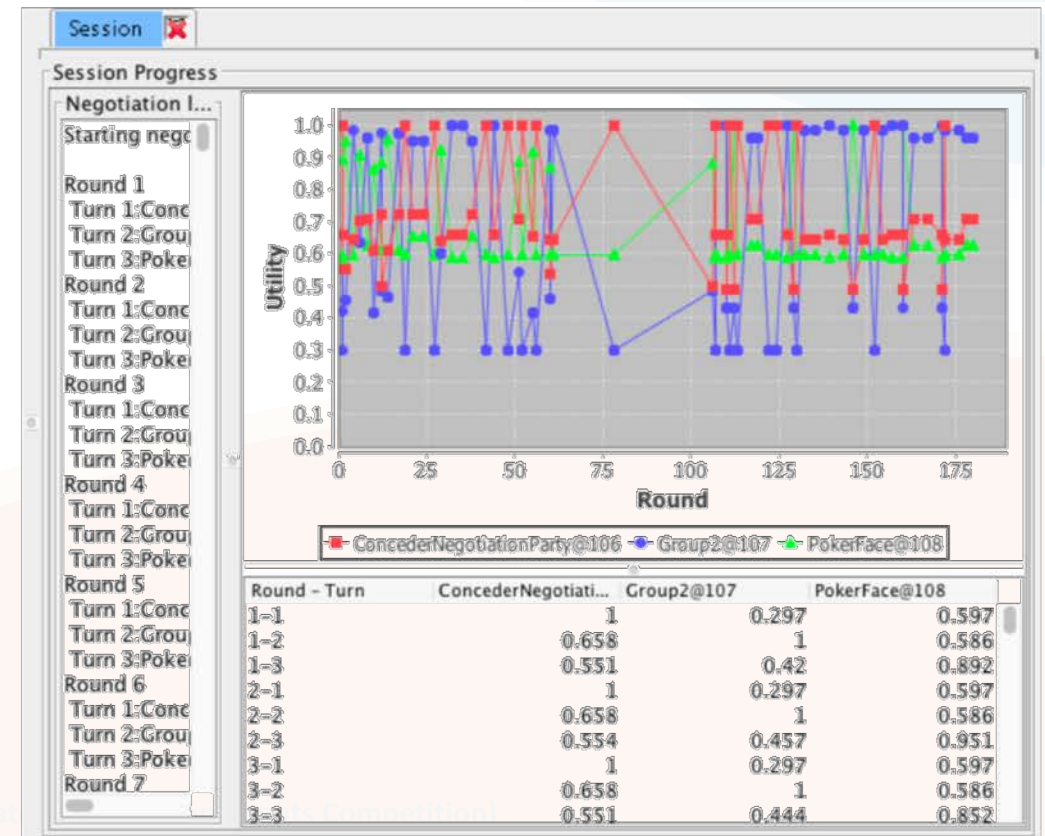 Session
Session Progress
Negotiation I...
Starting nego
Round 1
Turn 1:Conc
Turn 2:Grou
Turn 3:Poke
Round 2
Turn 1:Conc
Turn 2:Grou
Turn 3:Poke
Round 3
Turn 1:Conc
Turn 2:Grou
Turn 3:Poke
Round 4
Turn 1:Conc
Turn 2:Grou
Turn 3:Poke
Round 5
Turn 1:Conc
Turn 2:Grou
Turn 3:Poke
Round 6
Turn 1:Conc
Turn 2:Grou
Turn 3:Poke
Round 7
1.0
0.9
0.8
0.7
0.6
0.5
0.4
0.3
0.2
0.1
0.0
Utility
0 25 50 75 100 125 150 175
Round
ConcederNegotiationParty@106 Group2@107 PokerFace@108
Round - Turn ConcederNegotiati... Group2@107 PokerFace@108
1-1 1 0.297 0.597
1-2 0.658 1 0.586
1-3 0.551 0.42 0.892
2-1 1 0.297 0.597
2-2 0.658 1 0.586
2-3 0.554 0.457 0.951
3-1 1 0.297 0.597
3-2 0.658 1 0.586
3-3 0.551 0.444 0.852